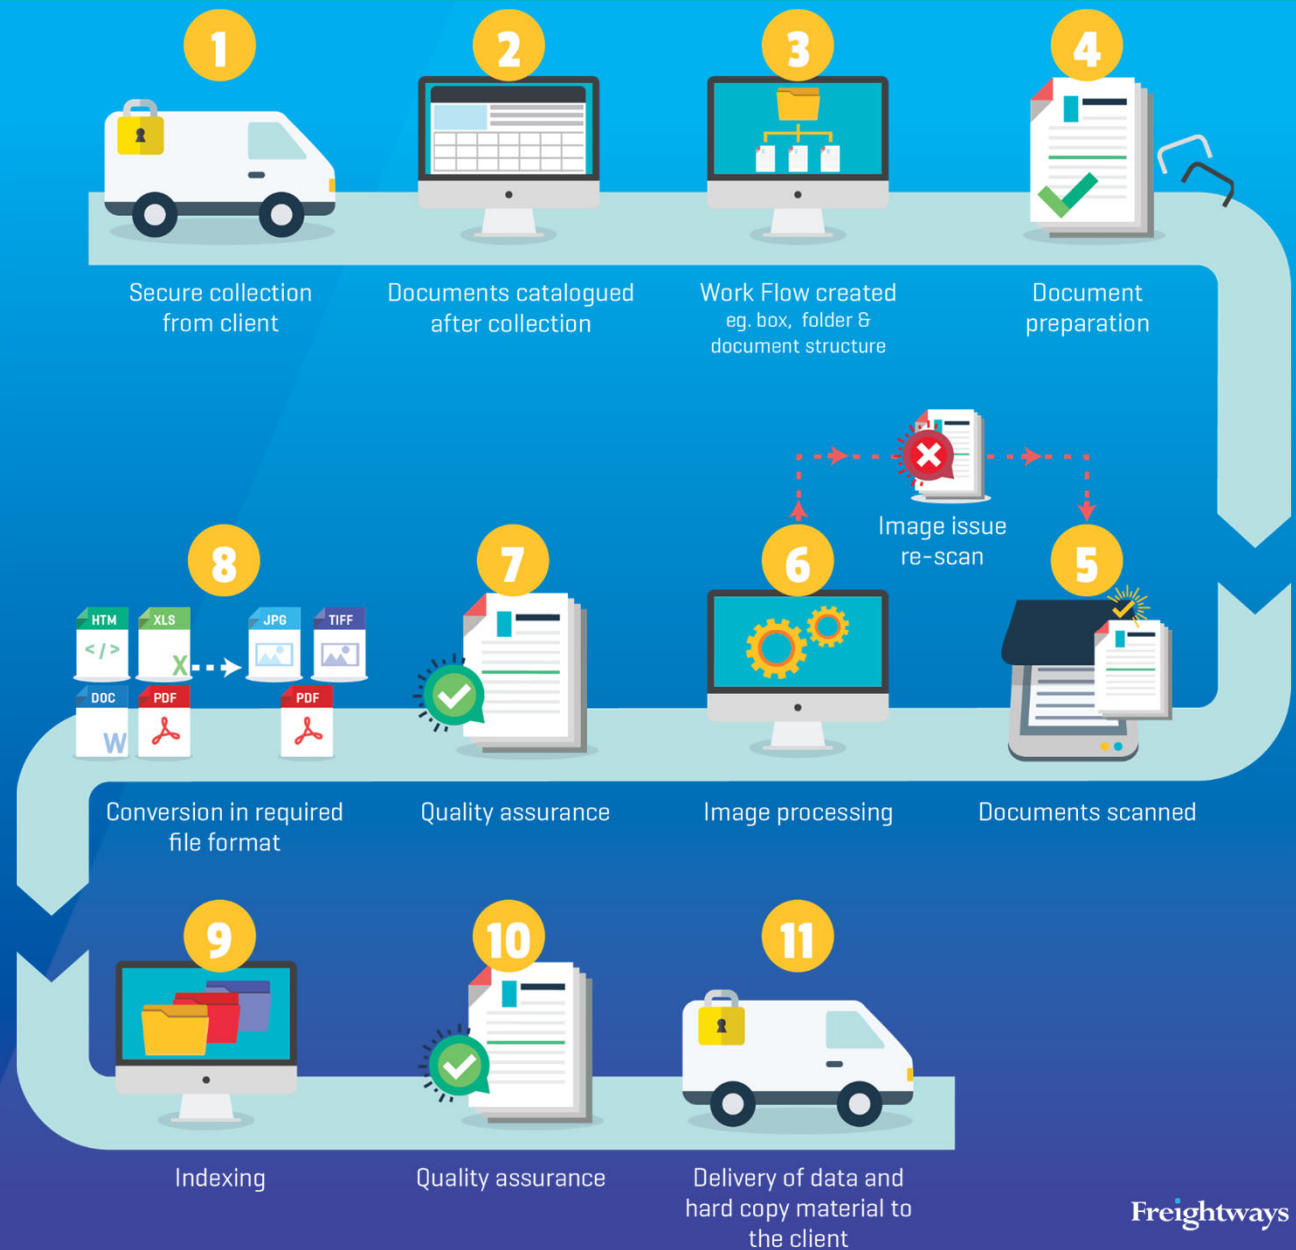 1
2
3
4
Secure collection
from client
Documents catalogued
after collection
Work Flow created
eg. box, folder &
document structure
Document
preparation
Image issue
re-scan
8
7
6
5
HTM
XLS
JPG
TIFF
</>
X
DOC
PDF
PDF
W
Conversion in required
file format
Quality assurance
Image processing
Documents scanned
9
10
11
Indexing
Quality assurance
Delivery of data and
hard copy material to
the client
Freightways